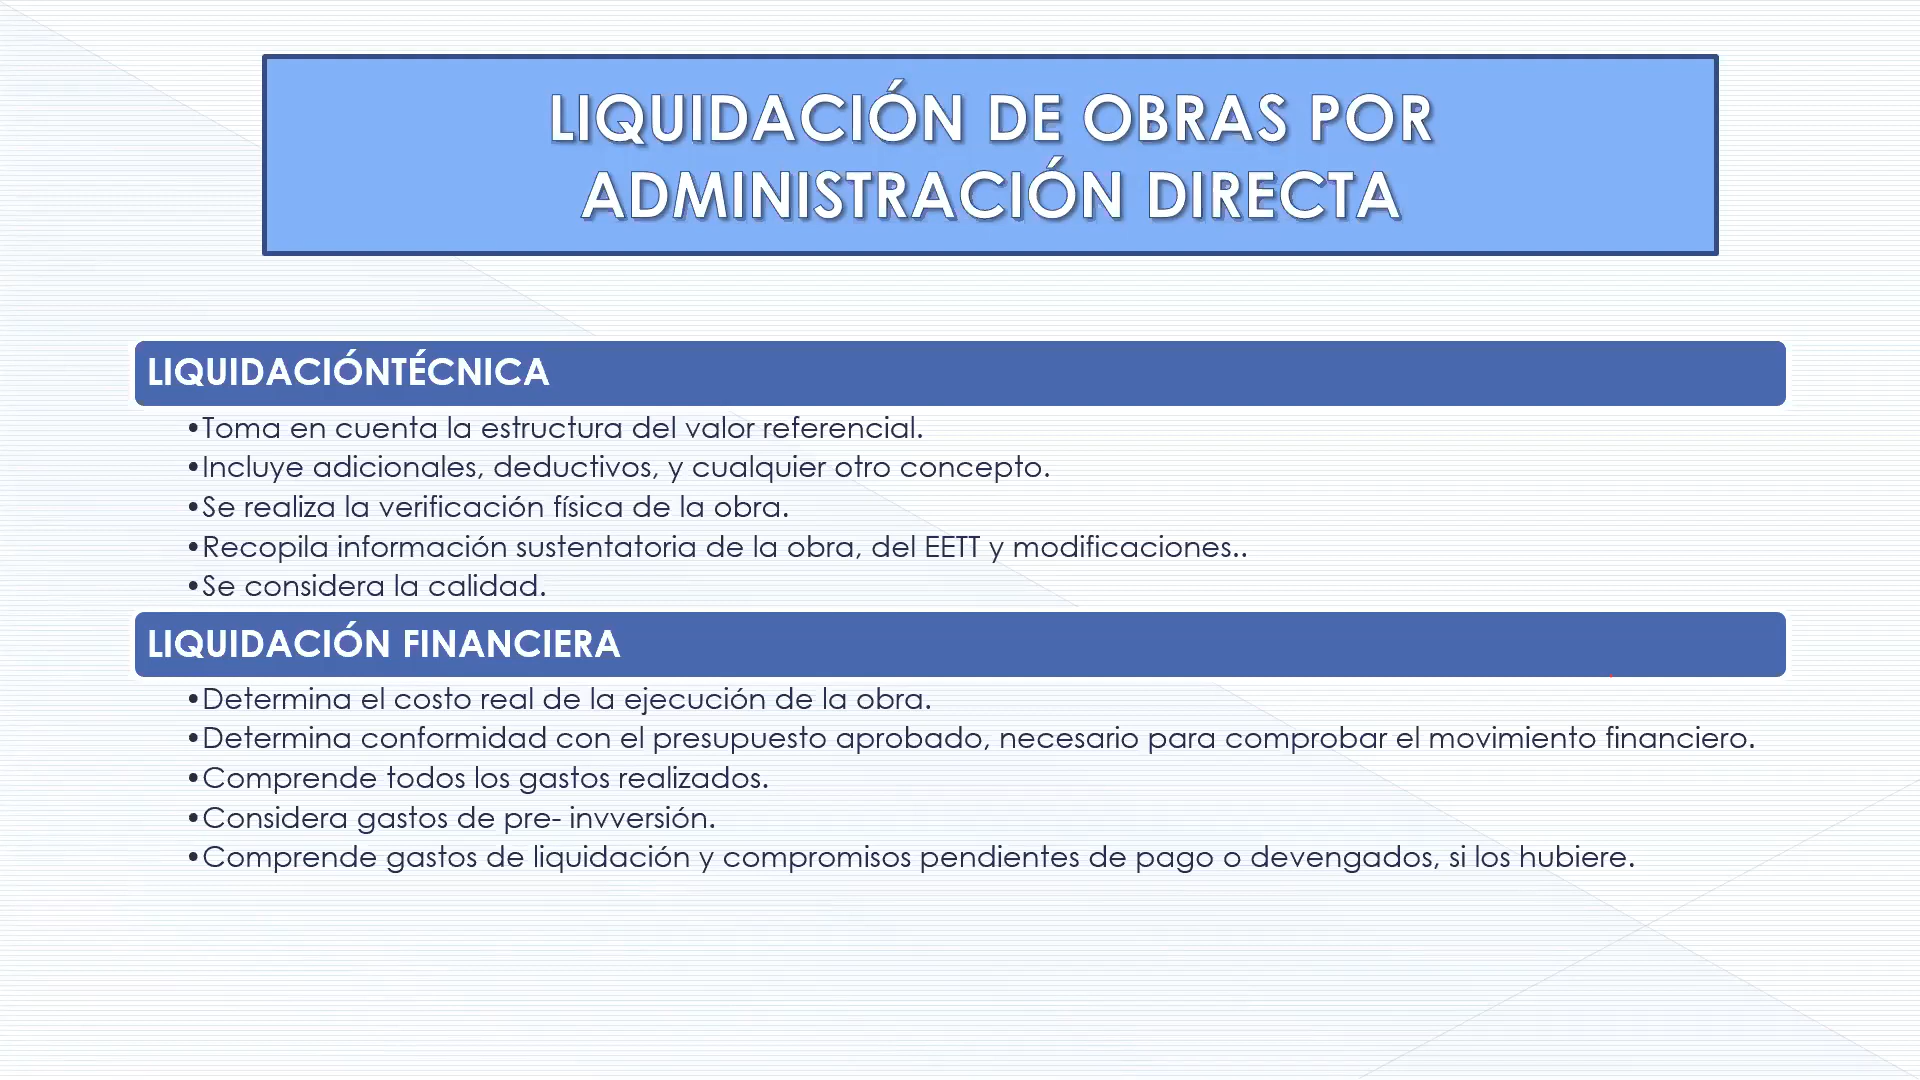 LIQUIDACIÓN DE OBRAS POR
ADMINISTRACIÓN DIRECTA
LIQUIDACIÓNTÉCNICA
•Toma en cuenta la estructura del valor referencial.
•Incluye adicionales, deductivos, y cualquier otro concepto.
•Se realiza la verificación física de la obra.
•Recopila información sustentatoria de la obra, del EETT y modificaciones..
•Se considera la calidad.
LIQUIDACIÓN FINANCIERA
•Determina el costo real de la ejecución de la obra.
•Determina conformidad con el presupuesto aprobado, necesario para comprobar el movimiento financiero.
•Comprende todos los gastos realizados.
•Considera gastos de pre- invversión.
•Comprende gastos de liquidación y compromisos pendientes de pago o devengados, si los hubiere.